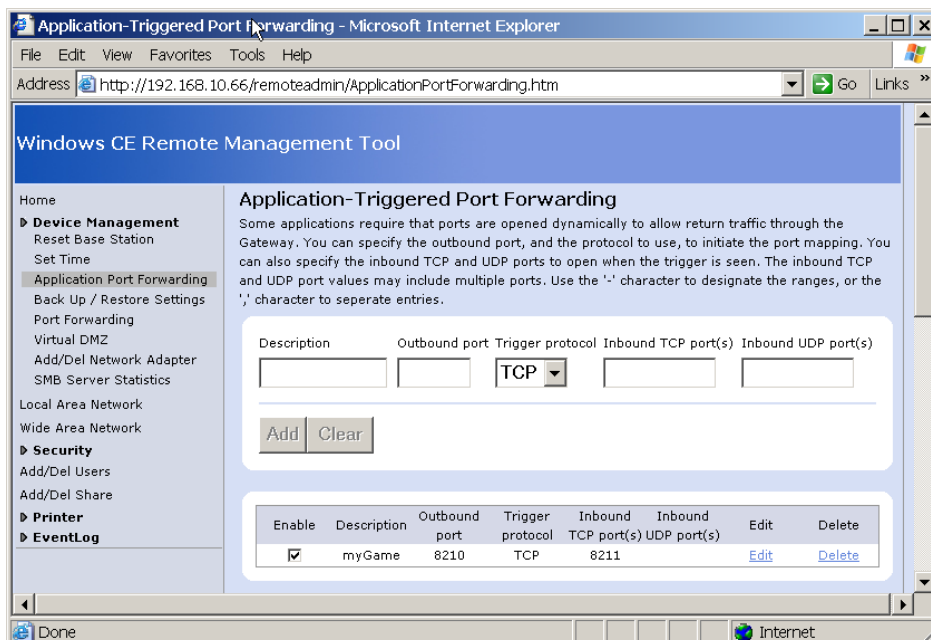 Application-Triggered Port Forwarding - Microsoft Internet Explorer
File Edit View Favorites Tools Help
Address http://192.168.10.66/remoteadmin/ApplicationPortForwarding.htm Go Links »
Windows CE Remote Management Tool
Home
Device Management
Reset Base Station
Set Time
Application Port Forwarding
Back Up / Restore Settings
Port Forwarding
Virtual DMZ
Add/Del Network Adapter
SMB Server Statistics
Local Area Network
Wide Area Network
Security
Add/Del Users
Add/Del Share
Printer
EventLog
Application-Triggered Port Forwarding
Some applications require that ports are opened dynamically to allow return traffic through the
Gateway. You can specify the outbound port, and the protocol to use, to initiate the port mapping. You
can also specify the inbound TCP and UDP ports to open when the trigger is seen. The inbound TCP
and UDP port values may include multiple ports. Use the '-' character to designate the ranges, or the
',' character to seperate entries.
Description Outbound port Trigger protocol Inbound TCP port(s) Inbound UDP port(s)
TCP
Add Clear
Enable Description Outbound port Trigger protocol Inbound TCP port(s) Inbound UDP port(s) Edit Delete
myGame 8210 TCP 8211 Edit Delete
Done Internet